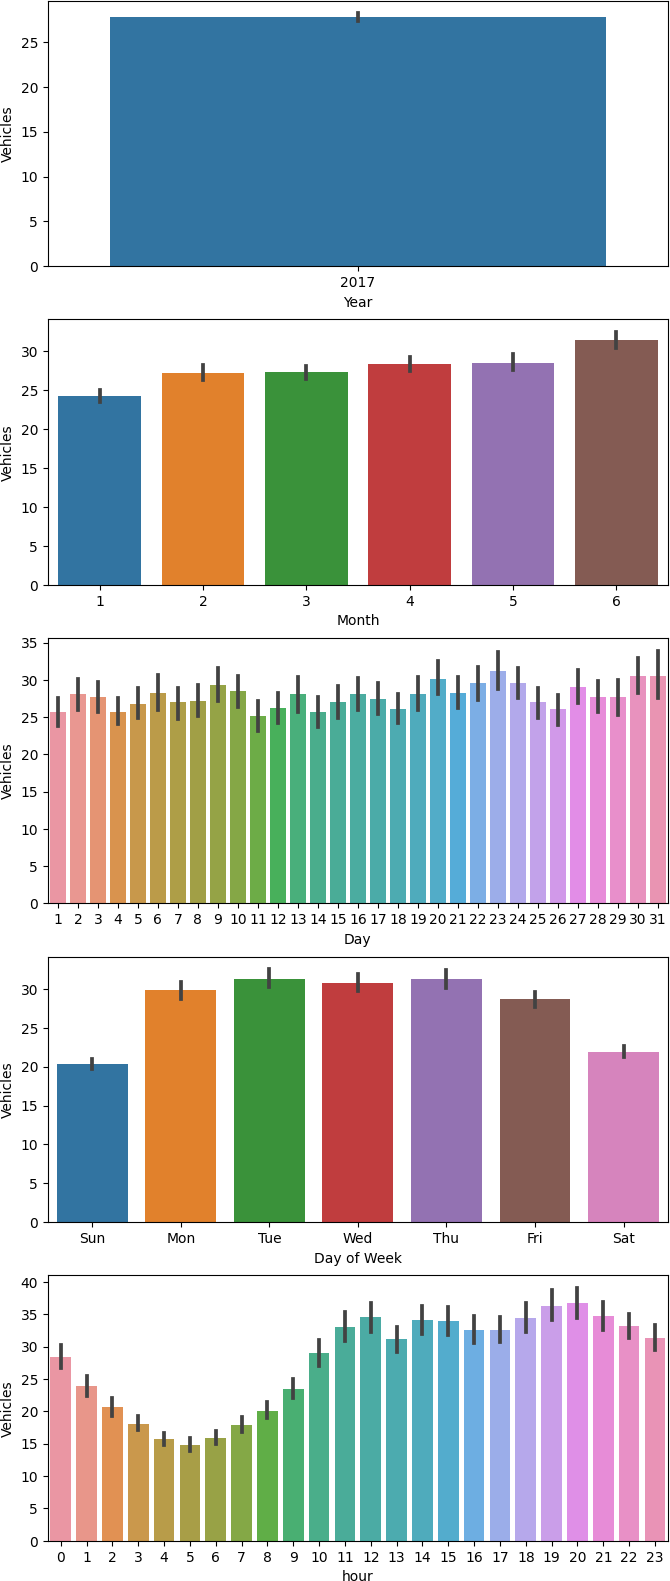 25
20
15
10
5
0
Vehicles
2017
Year
30
25
20
15
10
5
0
Vehicles
1 2 3 4 5 6
Month
35
30
25
20
15
10
5
0
Vehicles
1 2 3 4 5 6 7 8 9 10 11 12 13 14 15 16 17 18 19 20 21 22 23 24 25 26 27 28 29 30 31
Day
30
25
20
15
10
5
0
Vehicles
Sun Mon Tue Wed Thu Fri Sat
Day of Week
40
35
30
25
20
15
10
5
0
Vehicles
0 1 2 3 4 5 6 7 8 9 10 11 12 13 14 15 16 17 18 19 20 21 22 23
hour